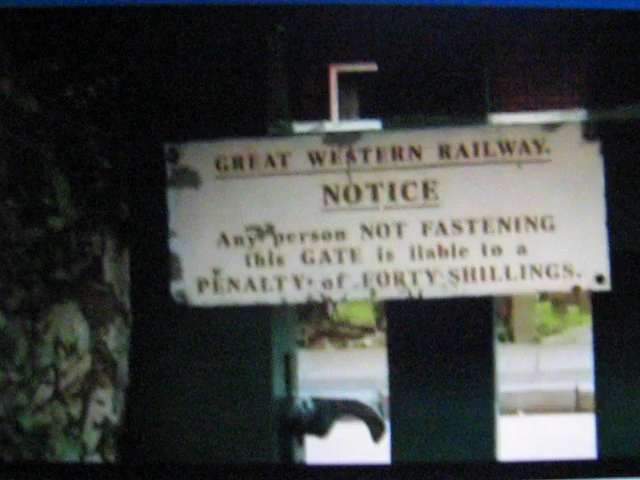 GREAT WESTERN RAILWAY.
NOTICE
Any person NOT FASTENING
this GATE is liable to a
PENALTY of FORTY SHILLINGS.